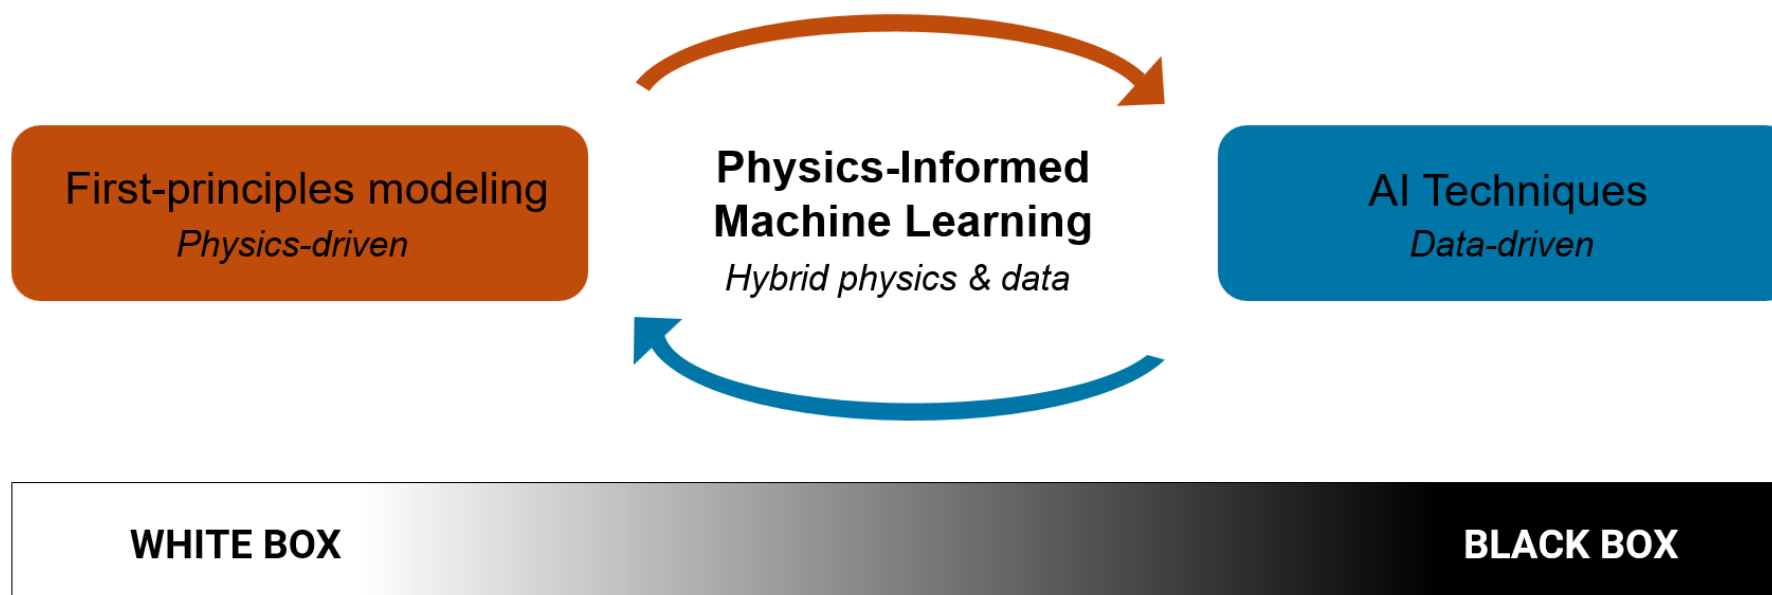 First-principles modeling
Physics-driven
Physics-Informed
Machine Learning
Hybrid physics & data
AI Techniques
Data-driven
WHITE BOX
BLACK BOX